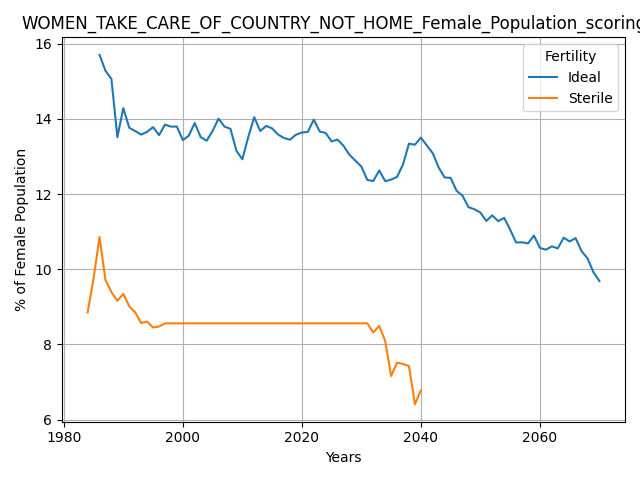 WOMEN_TAKE_CARE_OF_COUNTRY_NOT_HOME_Female_Population_scoring
16
14
12
10
8
6
% of Female Population
Fertility
Ideal
Sterile
1980
2000
2020
2040
2060
Years